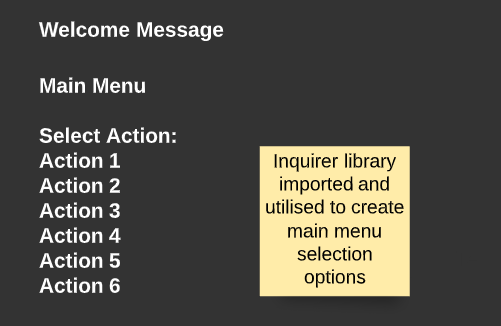 Welcome Message
Main Menu
Select Action:
Action 1
Action 2
Action 3
Action 4
Action 5
Action 6
Inquirer library
imported and
utilised to create
main menu
selection
options